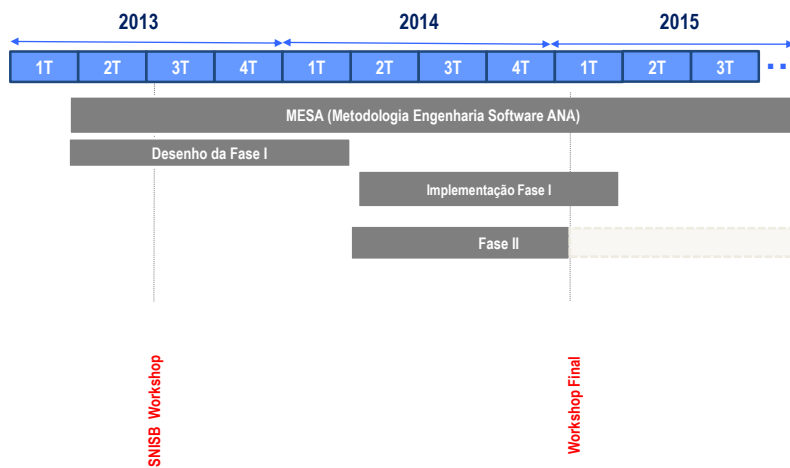 2013 2014 2015
1T 2T 3T 4T 1T 2T 3T 4T 1T 2T 3T ...
MESA (Metodologia Engenharia Software ANA)
Desenho da Fase I
Implementação Fase I
Fase II
SNISB Workshop
Workshop Final